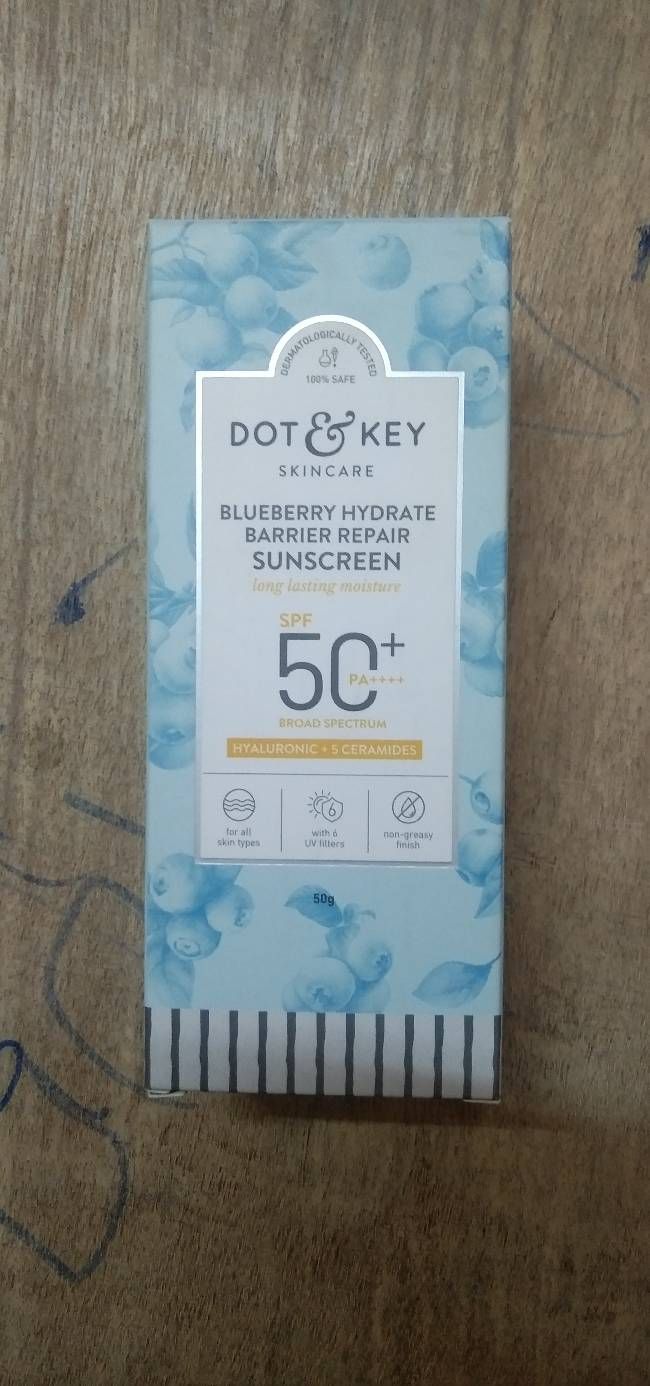 DERMATOLOGICALLY TESTED
100% SAFE
DOT & KEY
SKINCARE
BLUEBERRY HYDRATE
BARRIER REPAIR
SUNSCREEN
long lasting moisture
SPF
50+
PA++++
BROAD SPECTRUM
HYALURONIC + 5 CERAMIDES
for all
skin types
with 6
UV filters
non-greasy
finish
50g